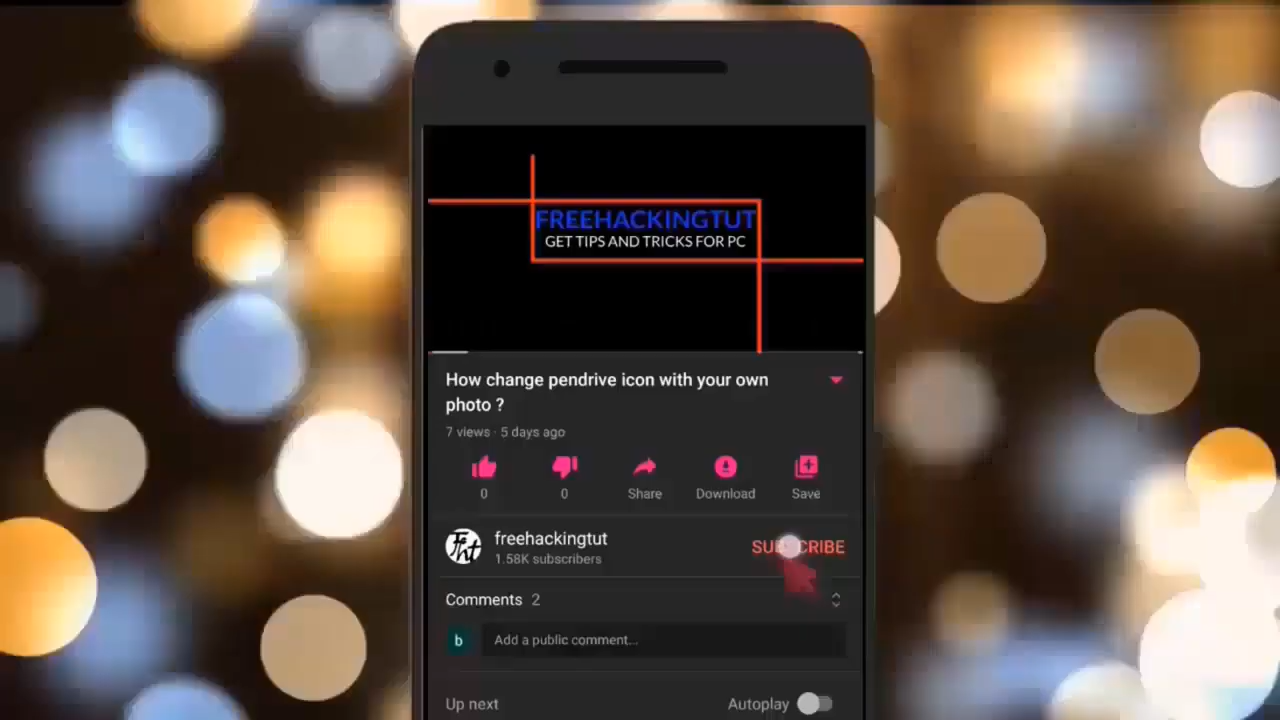 FREEHACKINGTUT
GET TIPS AND TRICKS FOR PC
How change pendrive icon with your own
photo ?
7 views · 5 days ago
0
0
Share
Download
Save
Fht
freehackingtut
1.58K subscribers
SUBSCRIBE
Comments 2
b
Add a public comment...
Up next
Autoplay